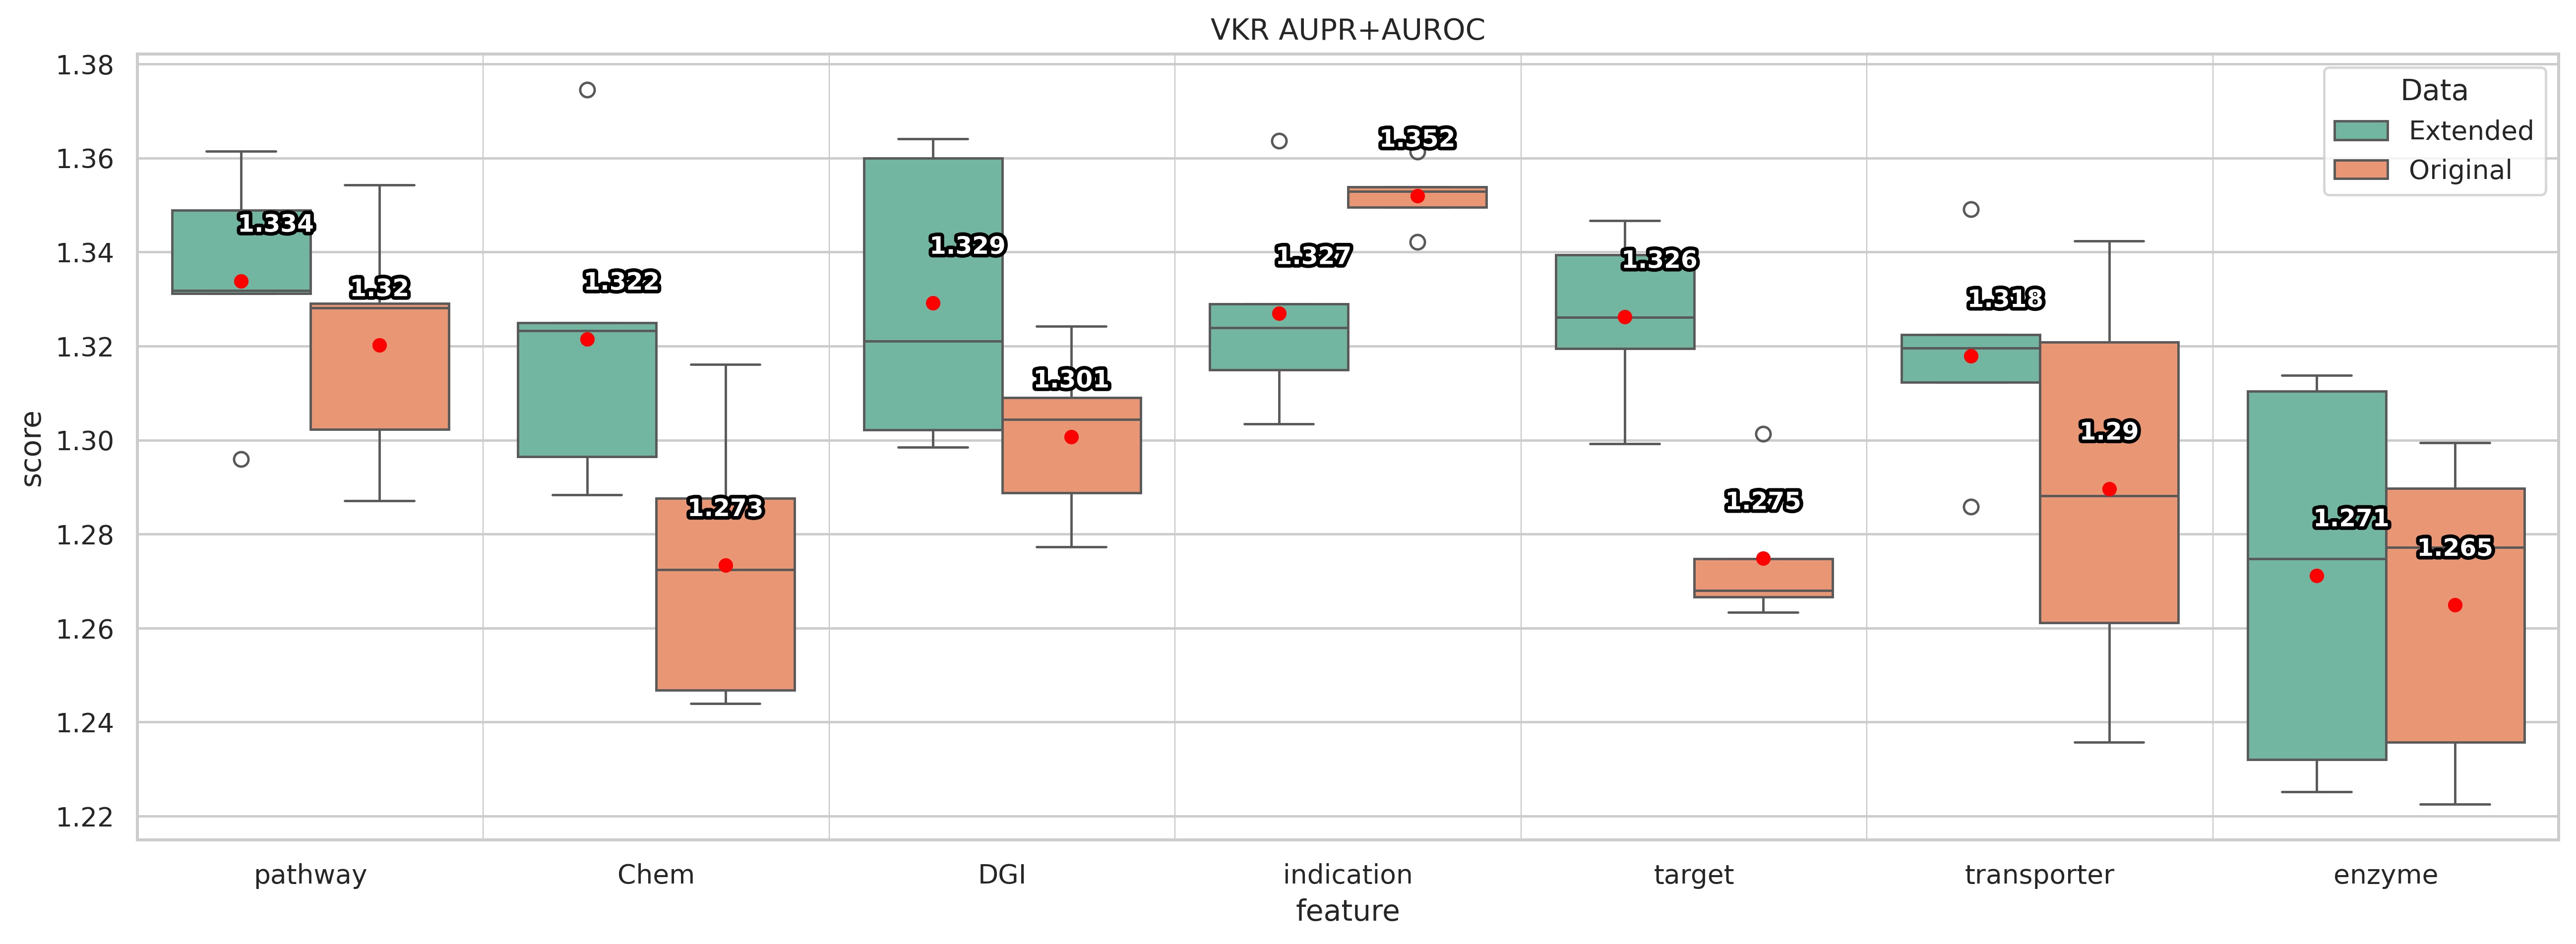 VKR AUPR+AUROC
score
1.38
1.36
1.34
1.32
1.30
1.28
1.26
1.24
1.22
1.334
1.32
1.322
1.273
1.329
1.301
1.327
1.352
1.326
1.275
1.318
1.29
1.271
1.265
Data
Extended
Original
pathway
Chem
DGI
indication
target
transporter
enzyme
feature